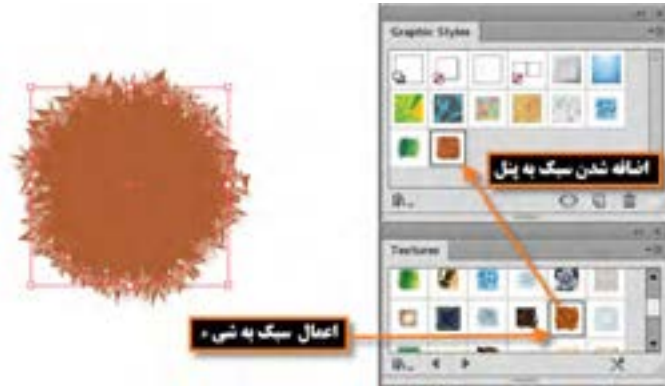 Graphic Styles
اضافه شدن سبک به پنل
Textures
اعمال سبک به شیء